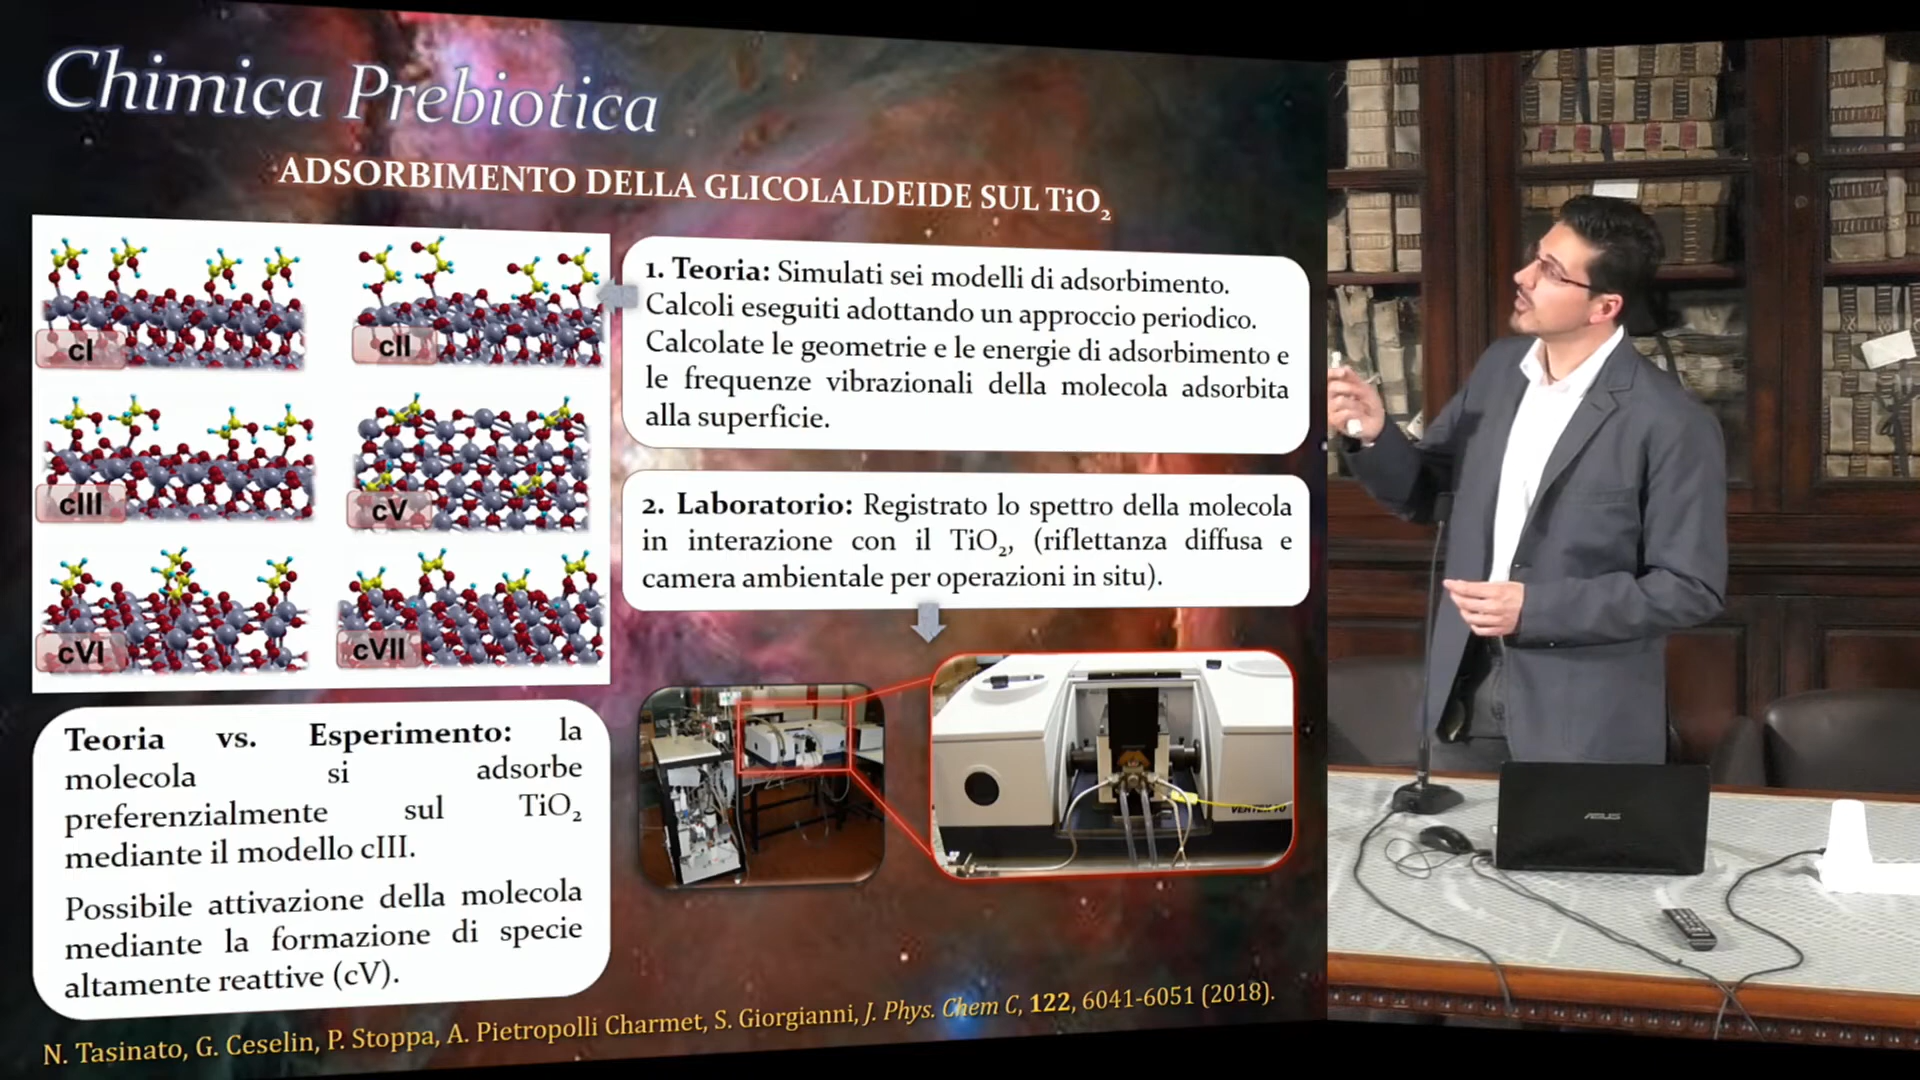 Chimica Prebiotica
ADSORBIMENTO DELLA GLICOLALDEIDE SUL TiO₂
cI
cII
cIII
cV
cVI
cVII
1. Teoria: Simulati sei modelli di adsorbimento.
Calcoli eseguiti adottando un approccio periodico.
Calcolate le geometrie e le energie di adsorbimento e
le frequenze vibrazionali della molecola adsorbita
alla superficie.
2. Laboratorio: Registrato lo spettro della molecola
in interazione con il TiO₂, (riflettanza diffusa e
camera ambientale per operazioni in situ).
Teoria vs. Esperimento: la
molecola si adsorbe
preferenzialmente sul TiO₂
mediante il modello cIII.
Possibile attivazione della molecola
mediante la formazione di specie
altamente reattive (cV).
VERTEX 70
N. Tasinato, G. Ceselin, P. Stoppa, A. Pietropolli Charmet, S. Giorgianni, J. Phys. Chem C, 122, 6041-6051 (2018).
ASUS